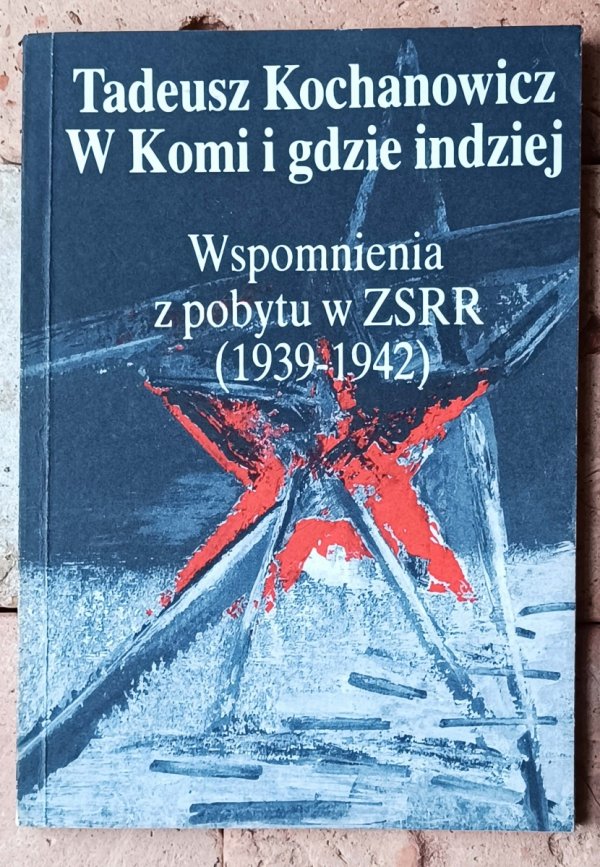 Tadeusz Kochanowicz
W Komi i gdzie indziej
Wspomnienia
z pobytu w ZSRR
(1939-1942)